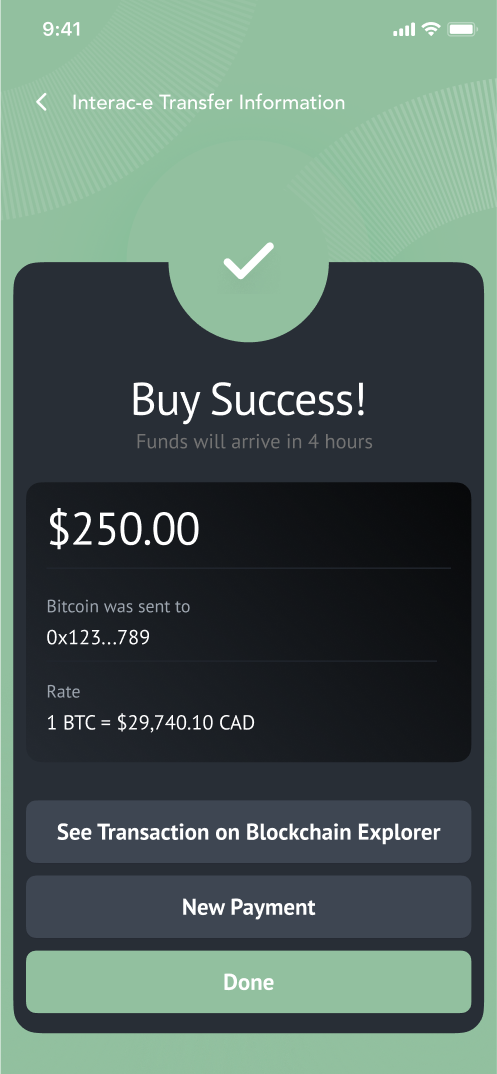 9:41
Interac-e Transfer Information
Buy Success!
Funds will arrive in 4 hours
$250.00
Bitcoin was sent to
0x123...789
Rate
1 BTC = $29,740.10 CAD
See Transaction on Blockchain Explorer
New Payment
Done